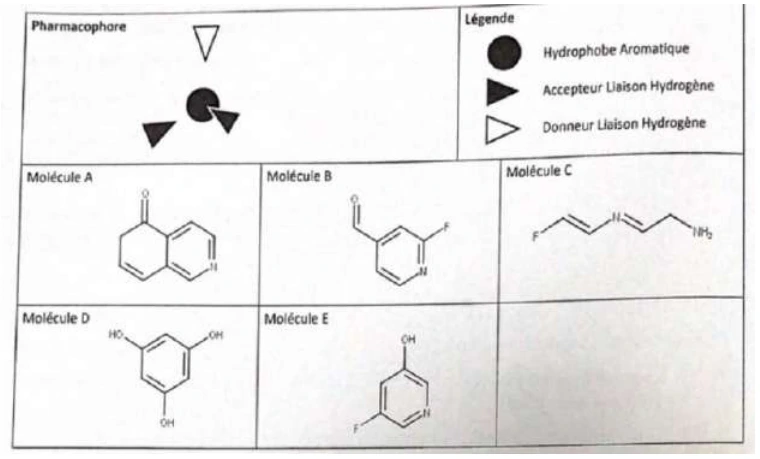 Pharmacophore
Légende
Hydrophobe Aromatique
Accepteur Liaison Hydrogène
Donneur Liaison Hydrogène
Molécule A
O
N
Molécule B
O
F
N
Molécule C
F
N
NH₂
Molécule D
HO
OH
OH
Molécule E
OH
F
N